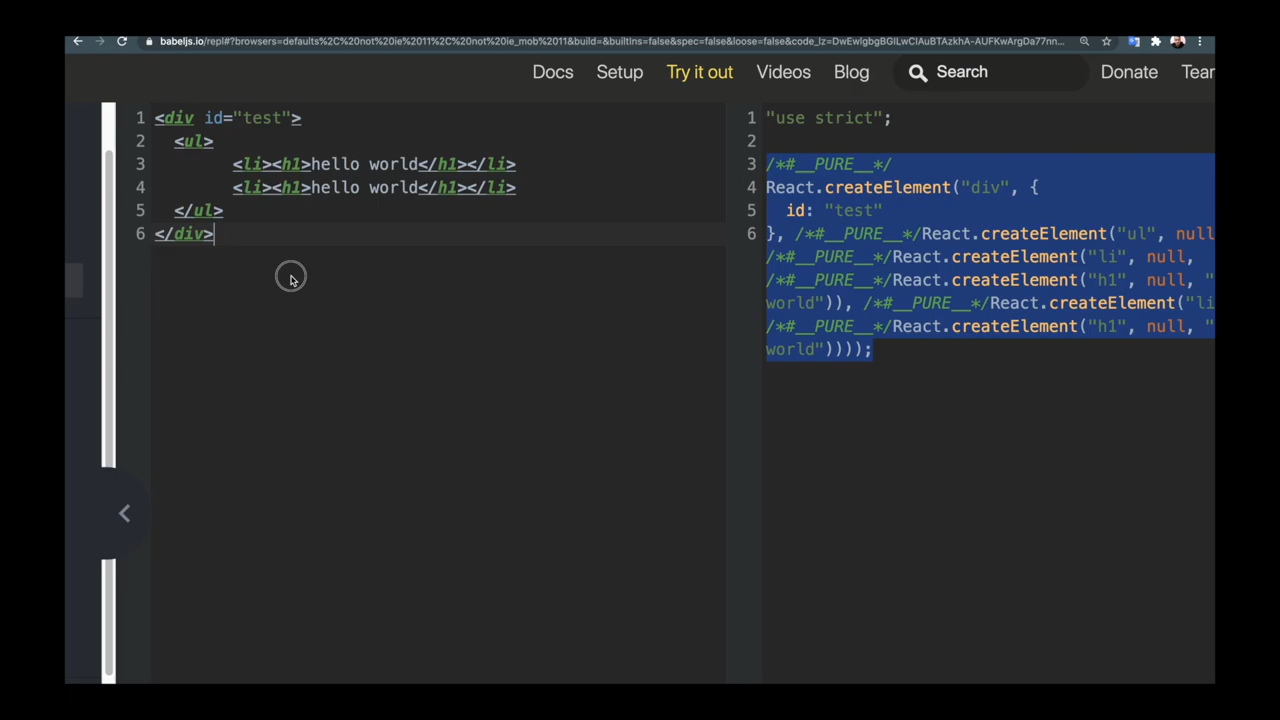 babeljs.io/repl#?browsers=defaults%2C%20not%20ie%2011%2C%20not%20ie_mob%2011&build=&builtIns=false&spec=false&loose=false&code_lz=DwEwlgbgBGILwCIAuBTAzkhA-AUFKwArgDa77nn...
Docs Setup Try it out Videos Blog Search Donate Tear
1 <div id="test">
2 <ul>
3 <li><h1>hello world</h1></li>
4 <li><h1>hello world</h1></li>
5 </ul>
6 </div>
1 "use strict";
2
3 /*#__PURE__*/
4 React.createElement("div", {
5 id: "test"
6 }, /*#__PURE__*/React.createElement("ul", null
/*#__PURE__*/React.createElement("li", null,
/*#__PURE__*/React.createElement("h1", null, "
world")), /*#__PURE__*/React.createElement("li
/*#__PURE__*/React.createElement("h1", null, "
world"))));